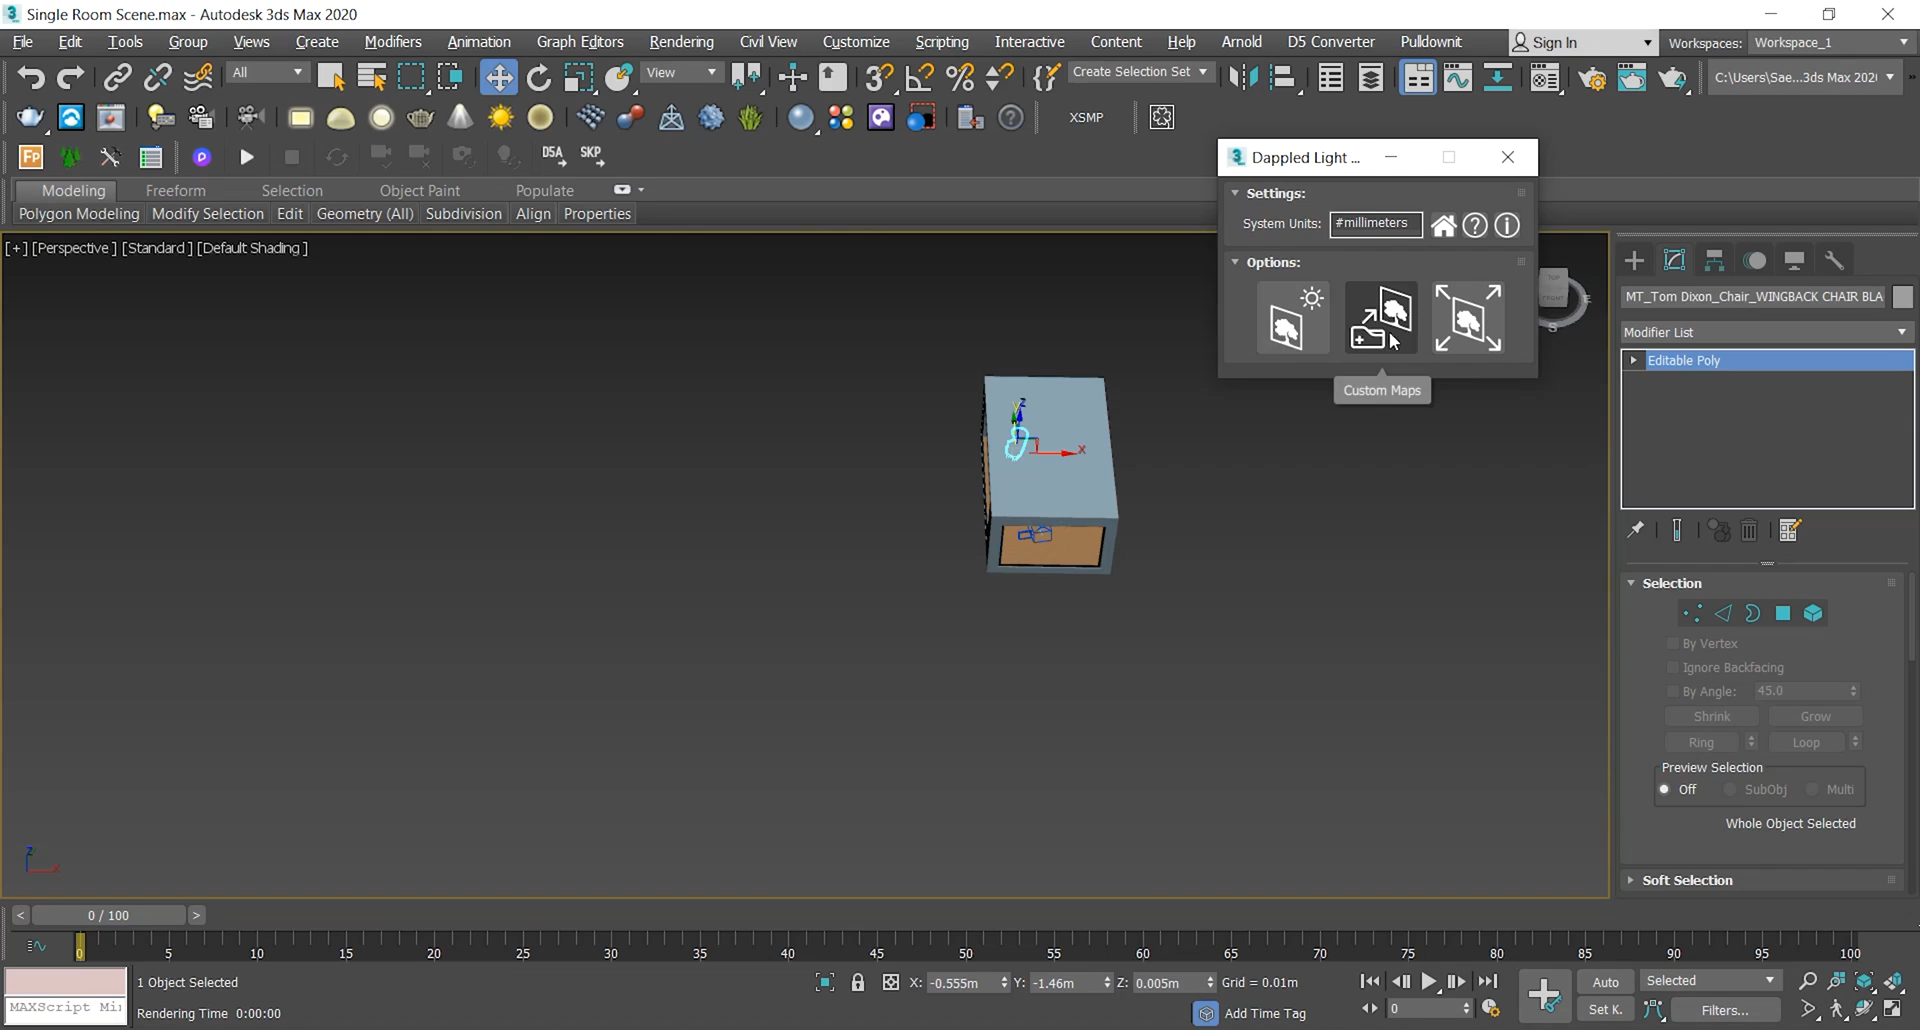 Single Room Scene.max - Autodesk 3ds Max 2020
File Edit Tools Group Views Create Modifiers Animation Graph Editors Rendering Civil View Customize Scripting Interactive Content Help Arnold D5 Converter Pulldownit Sign In Workspaces: Workspace_1
All View Create Selection Set C:\Users\Sae...3ds Max 202
XSMP
Fp DSA SKP
Dappled Light ...
Modeling Freeform Selection Object Paint Populate
Polygon Modeling Modify Selection Edit Geometry (All) Subdivision Align Properties
Settings:
System Units: #millimeters
[+] [Perspective ] [Standard ] [Default Shading ]
Options:
TOP
FRONT
E
S
Custom Maps
MT_Tom Dixon_Chair_WINGBACK CHAIR BLA
Modifier List
Editable Poly
Y Z
X
Selection
By Vertex
Ignore Backfacing
By Angle: 45.0
Shrink Grow
Ring Loop
Preview Selection
Off SubObj Multi
Whole Object Selected
Soft Selection
Z
X
< 0 / 100 >
0 5 10 15 20 25 30 35 40 45 50 55 60 65 70 75 80 85 90 95 100
1 Object Selected X: -0.555m Y: -1.46m Z: 0.005m Grid = 0.01m Auto Selected
MAXScript Mi
Rendering Time 0:00:00 Add Time Tag 0 Set K. Filters...